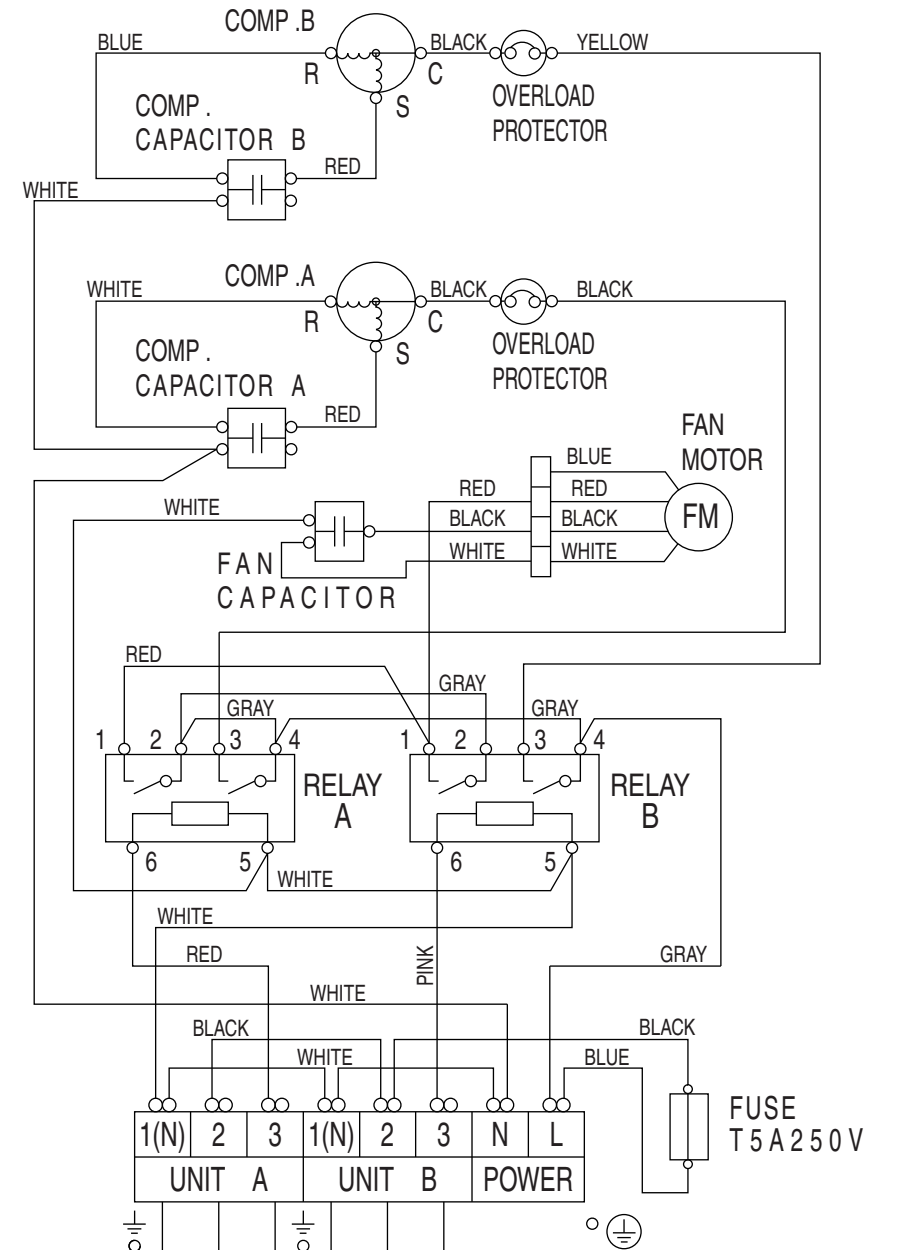 COMP .B
BLUE
BLACK
YELLOW
R
C
S
OVERLOAD
PROTECTOR
COMP .
CAPACITOR B
RED
WHITE
COMP .A
WHITE
BLACK
BLACK
R
C
S
OVERLOAD
PROTECTOR
COMP .
CAPACITOR A
RED
FAN
MOTOR
BLUE
RED
RED
WHITE
BLACK
BLACK
FM
WHITE
WHITE
FAN
CAPACITOR
RED
GRAY
GRAY
GRAY
1 2 3 4
1 2 3 4
RELAY
A
RELAY
B
6 5
6 5
WHITE
WHITE
RED
PINK
GRAY
WHITE
BLACK
BLACK
WHITE
BLUE
FUSE
T5A250V
1(N) 2 3 1(N) 2 3 N L
UNIT A UNIT B POWER